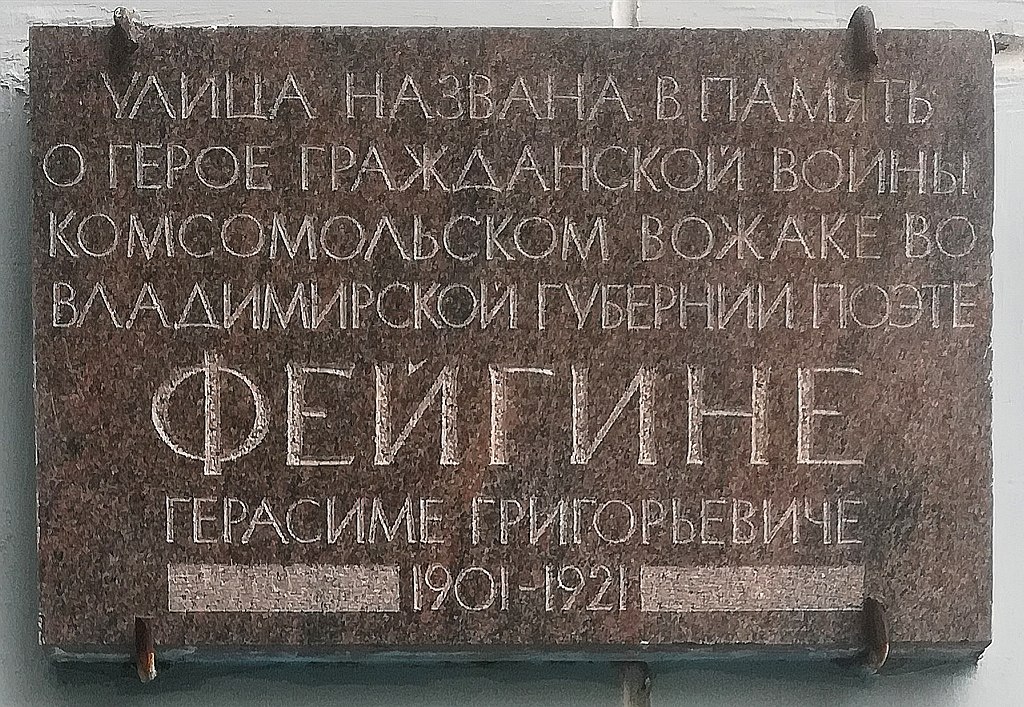 УЛИЦА НАЗВАНА В ПАМЯТЬ
О ГЕРОЕ ГРАЖДАНСКОЙ ВОЙНЫ,
КОМСОМОЛЬСКОМ ВОЖАКЕ ВО
ВЛАДИМИРСКОЙ ГУБЕРНИИ, ПОЭТЕ
ФЕЙГИНЕ
ГЕРАСИМЕ ГРИГОРЬЕВИЧЕ
1901-1921